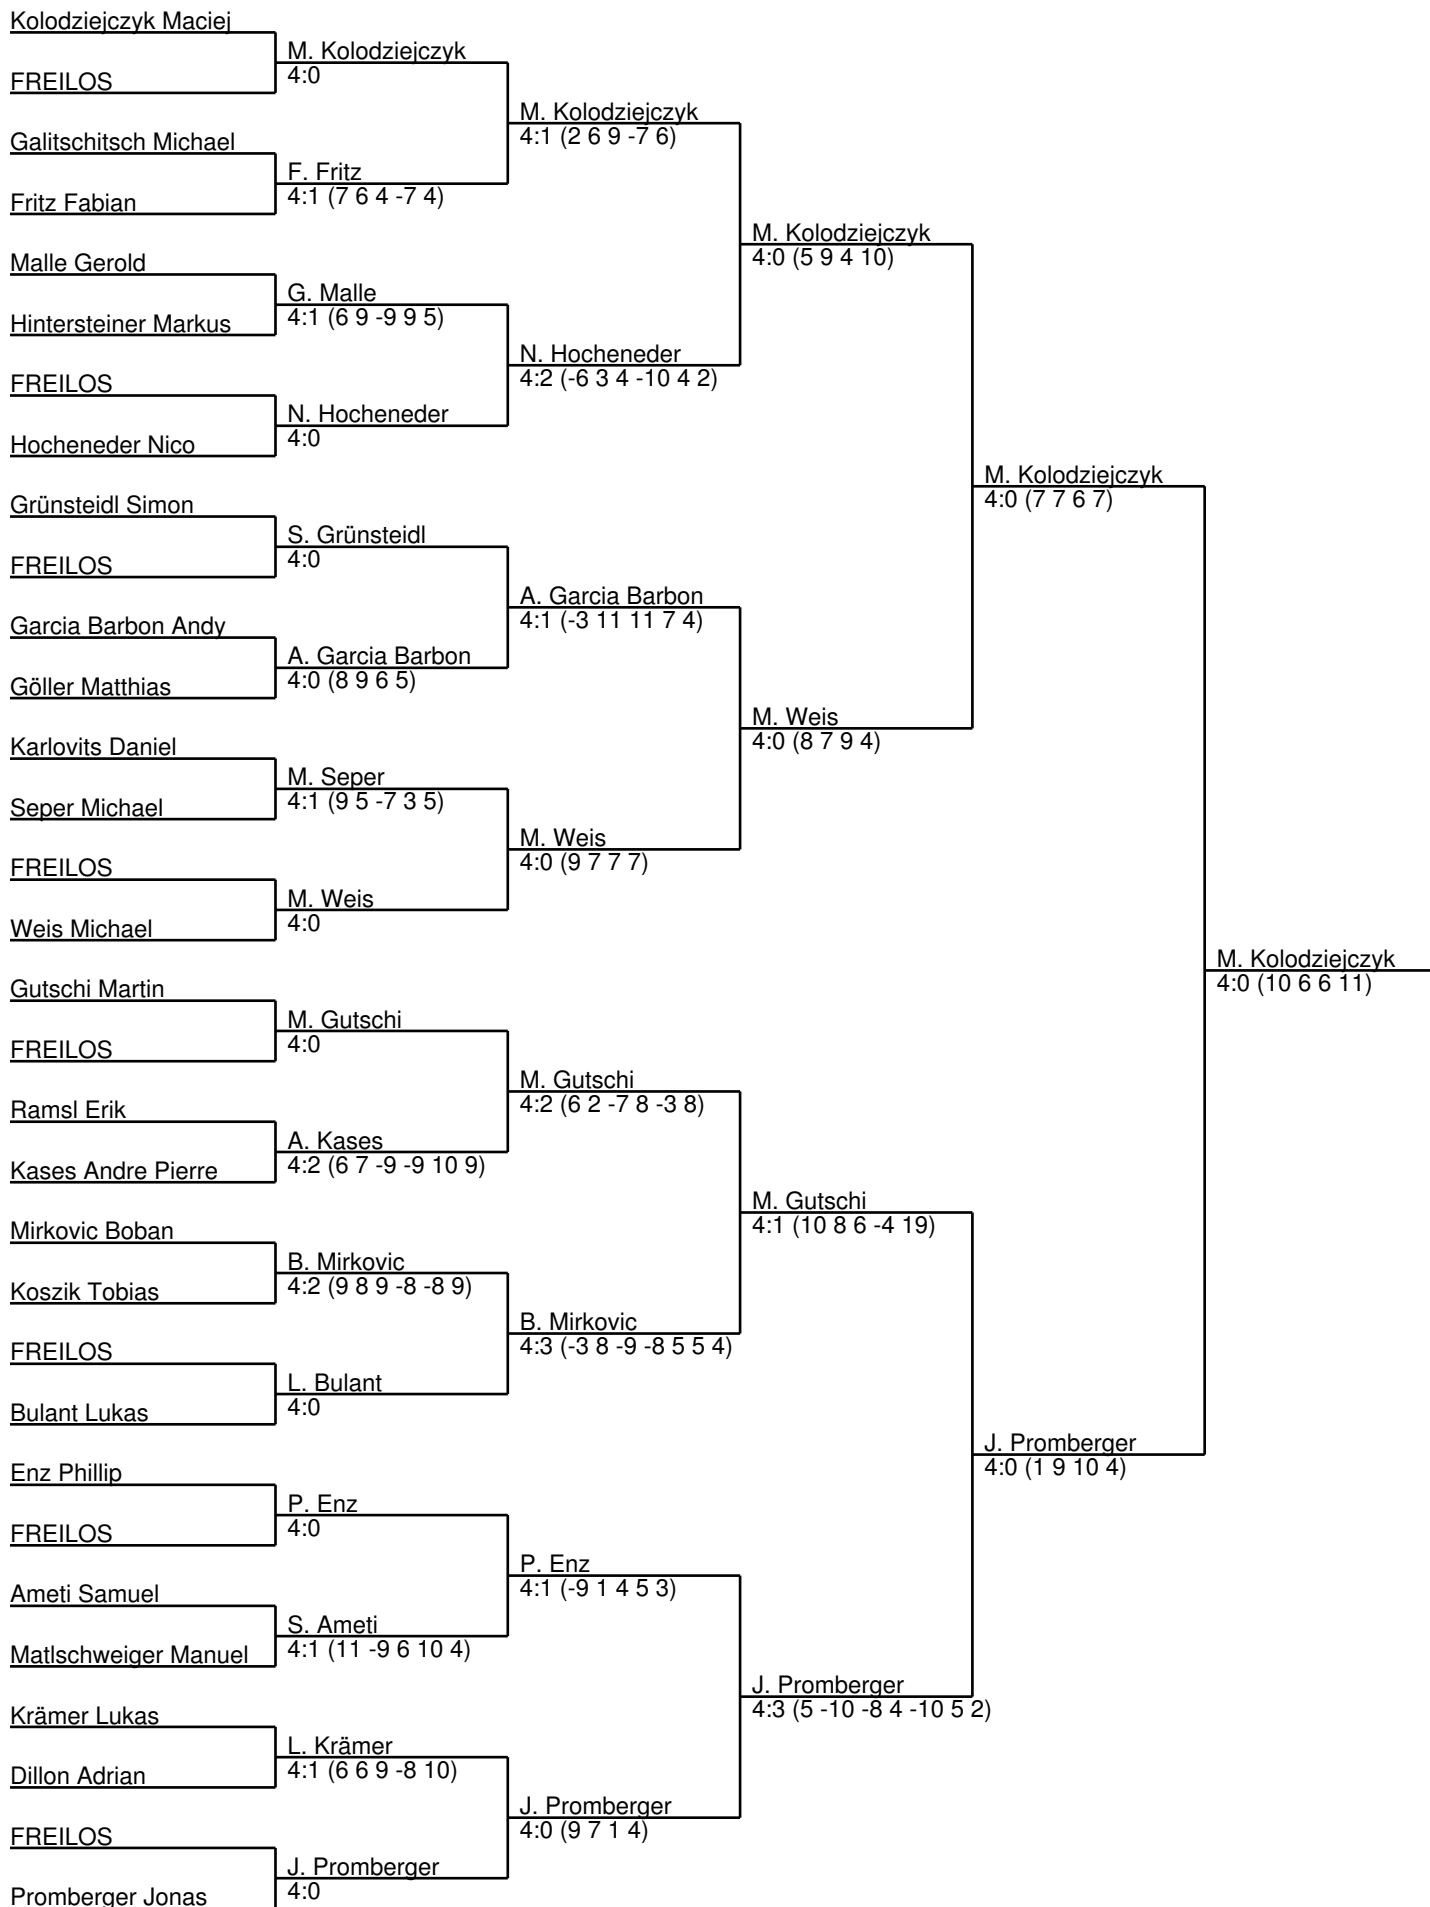 Kolodziejczyk Maciej
M. Kolodziejczyk
4:0
FREILOS
M. Kolodziejczyk
4:1 (2 6 9 -7 6)
Galitschitsch Michael
F. Fritz
4:1 (7 6 4 -7 4)
Fritz Fabian
M. Kolodziejczyk
4:0 (5 9 4 10)
Malle Gerold
G. Malle
4:1 (6 9 -9 9 5)
Hintersteiner Markus
N. Hocheneder
4:2 (-6 3 4 -10 4 2)
FREILOS
N. Hocheneder
4:0
Hocheneder Nico
M. Kolodziejczyk
4:0 (7 7 6 7)
Grünsteidl Simon
S. Grünsteidl
4:0
FREILOS
A. Garcia Barbon
4:1 (-3 11 11 7 4)
Garcia Barbon Andy
A. Garcia Barbon
4:0 (8 9 6 5)
Göller Matthias
M. Weis
4:0 (8 7 9 4)
Karlovits Daniel
M. Seper
4:1 (9 5 -7 3 5)
Seper Michael
M. Weis
4:0 (9 7 7 7)
FREILOS
M. Weis
4:0
Weis Michael
M. Kolodziejczyk
4:0 (10 6 6 11)
Gutschi Martin
M. Gutschi
4:0
FREILOS
M. Gutschi
4:2 (6 2 -7 8 -3 8)
Ramsl Erik
A. Kases
4:2 (6 7 -9 -9 10 9)
Kases Andre Pierre
M. Gutschi
4:1 (10 8 6 -4 19)
Mirkovic Boban
B. Mirkovic
4:2 (9 8 9 -8 -8 9)
Koszik Tobias
B. Mirkovic
4:3 (-3 8 -9 -8 5 5 4)
FREILOS
L. Bulant
4:0
Bulant Lukas
J. Promberger
4:0 (1 9 10 4)
Enz Phillip
P. Enz
4:0
FREILOS
P. Enz
4:1 (-9 1 4 5 3)
Ameti Samuel
S. Ameti
4:1 (11 -9 6 10 4)
Matlschweiger Manuel
J. Promberger
4:3 (5 -10 -8 4 -10 5 2)
Krämer Lukas
L. Krämer
4:1 (6 6 9 -8 10)
Dillon Adrian
J. Promberger
4:0 (9 7 1 4)
FREILOS
J. Promberger
4:0
Promberger Jonas